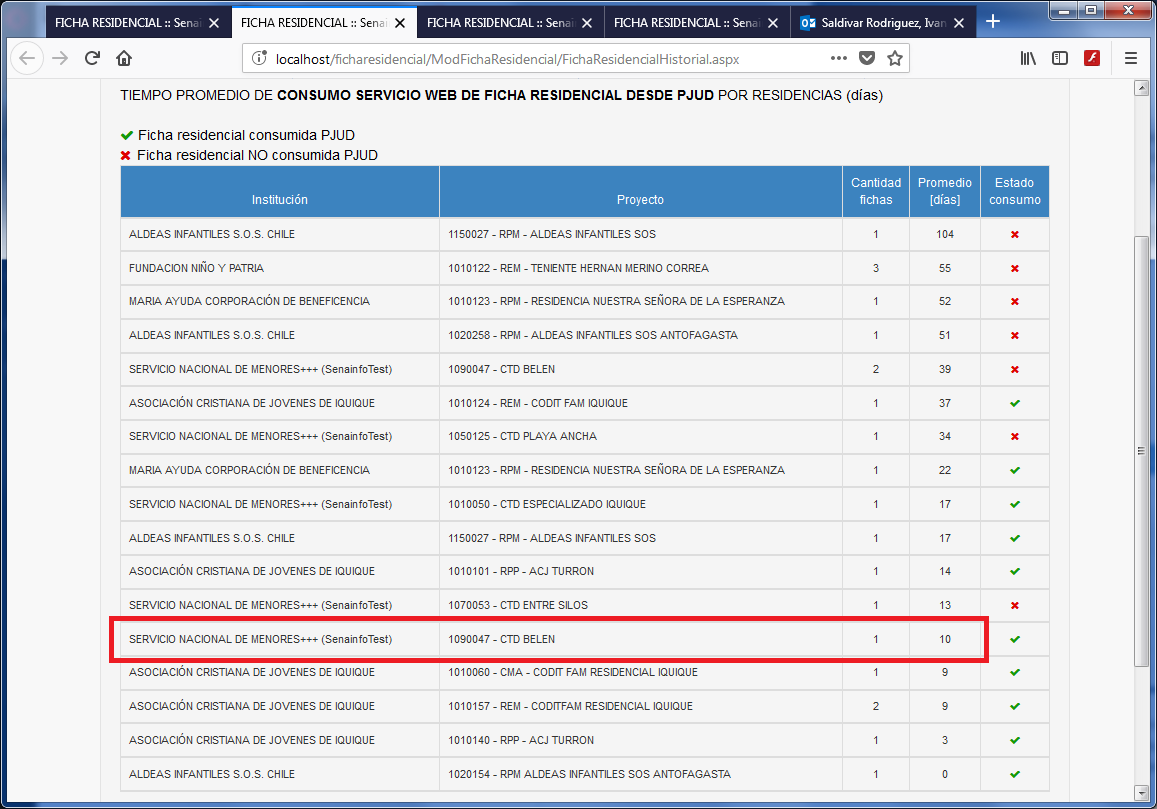 FICHA RESIDENCIAL :: Senai
FICHA RESIDENCIAL :: Senai
FICHA RESIDENCIAL :: Senai
FICHA RESIDENCIAL :: Senai
Saldivar Rodriguez, Ivan
localhost/ficharesidencial/ModFichaResidencial/FichaResidencialHistorial.aspx
TIEMPO PROMEDIO DE CONSUMO SERVICIO WEB DE FICHA RESIDENCIAL DESDE PJUD POR RESIDENCIAS (días)
Ficha residencial consumida PJUD
Ficha residencial NO consumida PJUD
Institución Proyecto Cantidad fichas Promedio [días] Estado consumo
ALDEAS INFANTILES S.O.S. CHILE 1150027 - RPM - ALDEAS INFANTILES SOS 1 104
FUNDACION NIÑO Y PATRIA 1010122 - REM - TENIENTE HERNAN MERINO CORREA 3 55
MARIA AYUDA CORPORACIÓN DE BENEFICENCIA 1010123 - RPM - RESIDENCIA NUESTRA SEÑORA DE LA ESPERANZA 1 52
ALDEAS INFANTILES S.O.S. CHILE 1020258 - RPM - ALDEAS INFANTILES SOS ANTOFAGASTA 1 51
SERVICIO NACIONAL DE MENORES+++ (SenainfoTest) 1090047 - CTD BELEN 2 39
ASOCIACIÓN CRISTIANA DE JOVENES DE IQUIQUE 1010124 - REM - CODIT FAM IQUIQUE 1 37
SERVICIO NACIONAL DE MENORES+++ (SenainfoTest) 1050125 - CTD PLAYA ANCHA 1 34
MARIA AYUDA CORPORACIÓN DE BENEFICENCIA 1010123 - RPM - RESIDENCIA NUESTRA SEÑORA DE LA ESPERANZA 1 22
SERVICIO NACIONAL DE MENORES+++ (SenainfoTest) 1010050 - CTD ESPECIALIZADO IQUIQUE 1 17
ALDEAS INFANTILES S.O.S. CHILE 1150027 - RPM - ALDEAS INFANTILES SOS 1 17
ASOCIACIÓN CRISTIANA DE JOVENES DE IQUIQUE 1010101 - RPP - ACJ TURRON 1 14
SERVICIO NACIONAL DE MENORES+++ (SenainfoTest) 1070053 - CTD ENTRE SILOS 1 13
SERVICIO NACIONAL DE MENORES+++ (SenainfoTest) 1090047 - CTD BELEN 1 10
ASOCIACIÓN CRISTIANA DE JOVENES DE IQUIQUE 1010060 - CMA - CODIT FAM RESIDENCIAL IQUIQUE 1 9
ASOCIACIÓN CRISTIANA DE JOVENES DE IQUIQUE 1010157 - REM - CODITFAM RESIDENCIAL IQUIQUE 2 9
ASOCIACIÓN CRISTIANA DE JOVENES DE IQUIQUE 1010140 - RPP - ACJ TURRON 1 3
ALDEAS INFANTILES S.O.S. CHILE 1020154 - RPM ALDEAS INFANTILES SOS ANTOFAGASTA 1 0